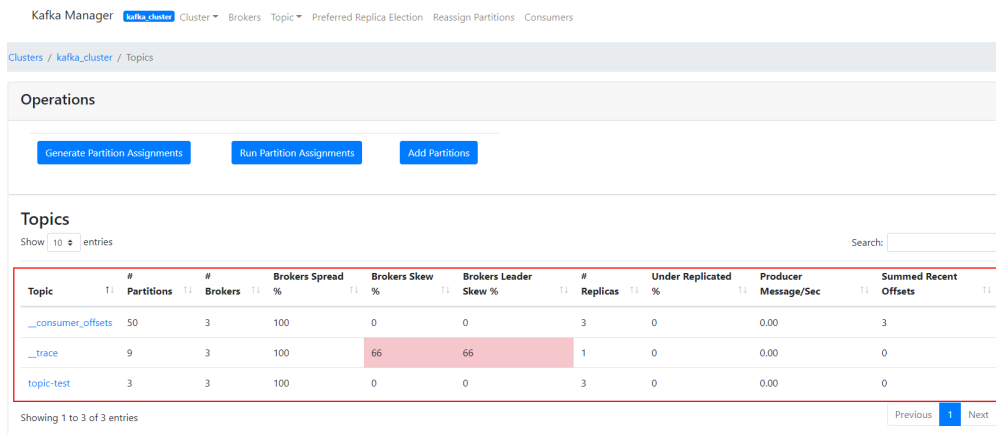 Kafka Manager kafka_cluster Cluster Brokers Topic Preferred Replica Election Reassign Partitions Consumers
Clusters / kafka_cluster / Topics
Operations
Generate Partition Assignments Run Partition Assignments Add Partitions
Topics
Show 10 entries Search:
# # Brokers Spread Brokers Skew Brokers Leader # Under Replicated Producer Summed Recent
Topic Partitions Brokers % % Skew % Replicas % Message/Sec Offsets
__consumer_offsets 50 3 100 0 0 3 0 0.00 3
__trace 9 3 100 66 66 1 0 0.00 0
topic-test 3 3 100 0 0 3 0 0.00 0
Showing 1 to 3 of 3 entries Previous 1 Next